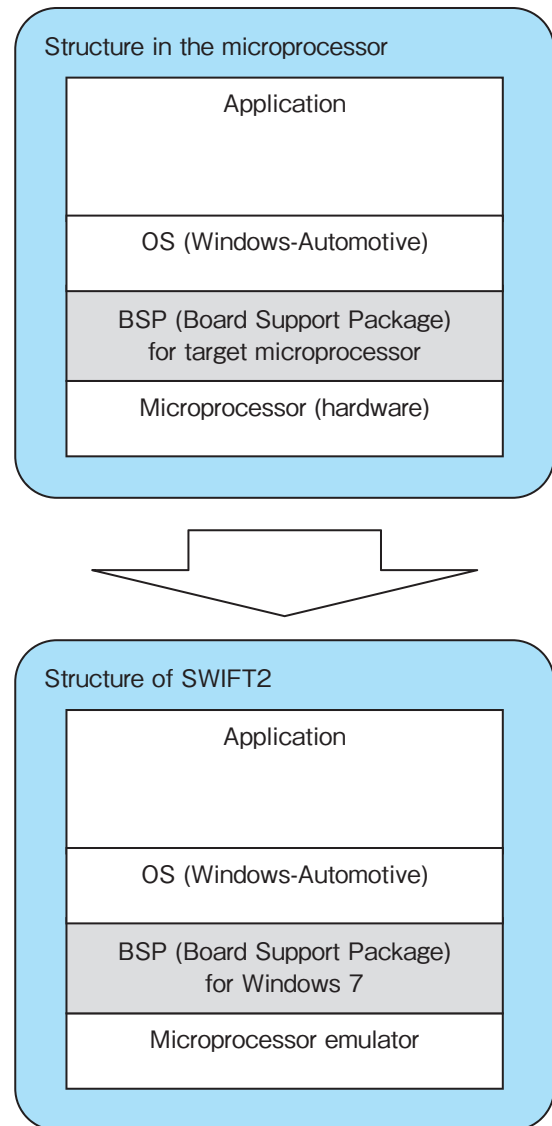 Structure in the microprocessor
Application
OS (Windows-Automotive)
BSP (Board Support Package)
for target microprocessor
Microprocessor (hardware)
Structure of SWIFT2
Application
OS (Windows-Automotive)
BSP (Board Support Package)
for Windows 7
Microprocessor emulator